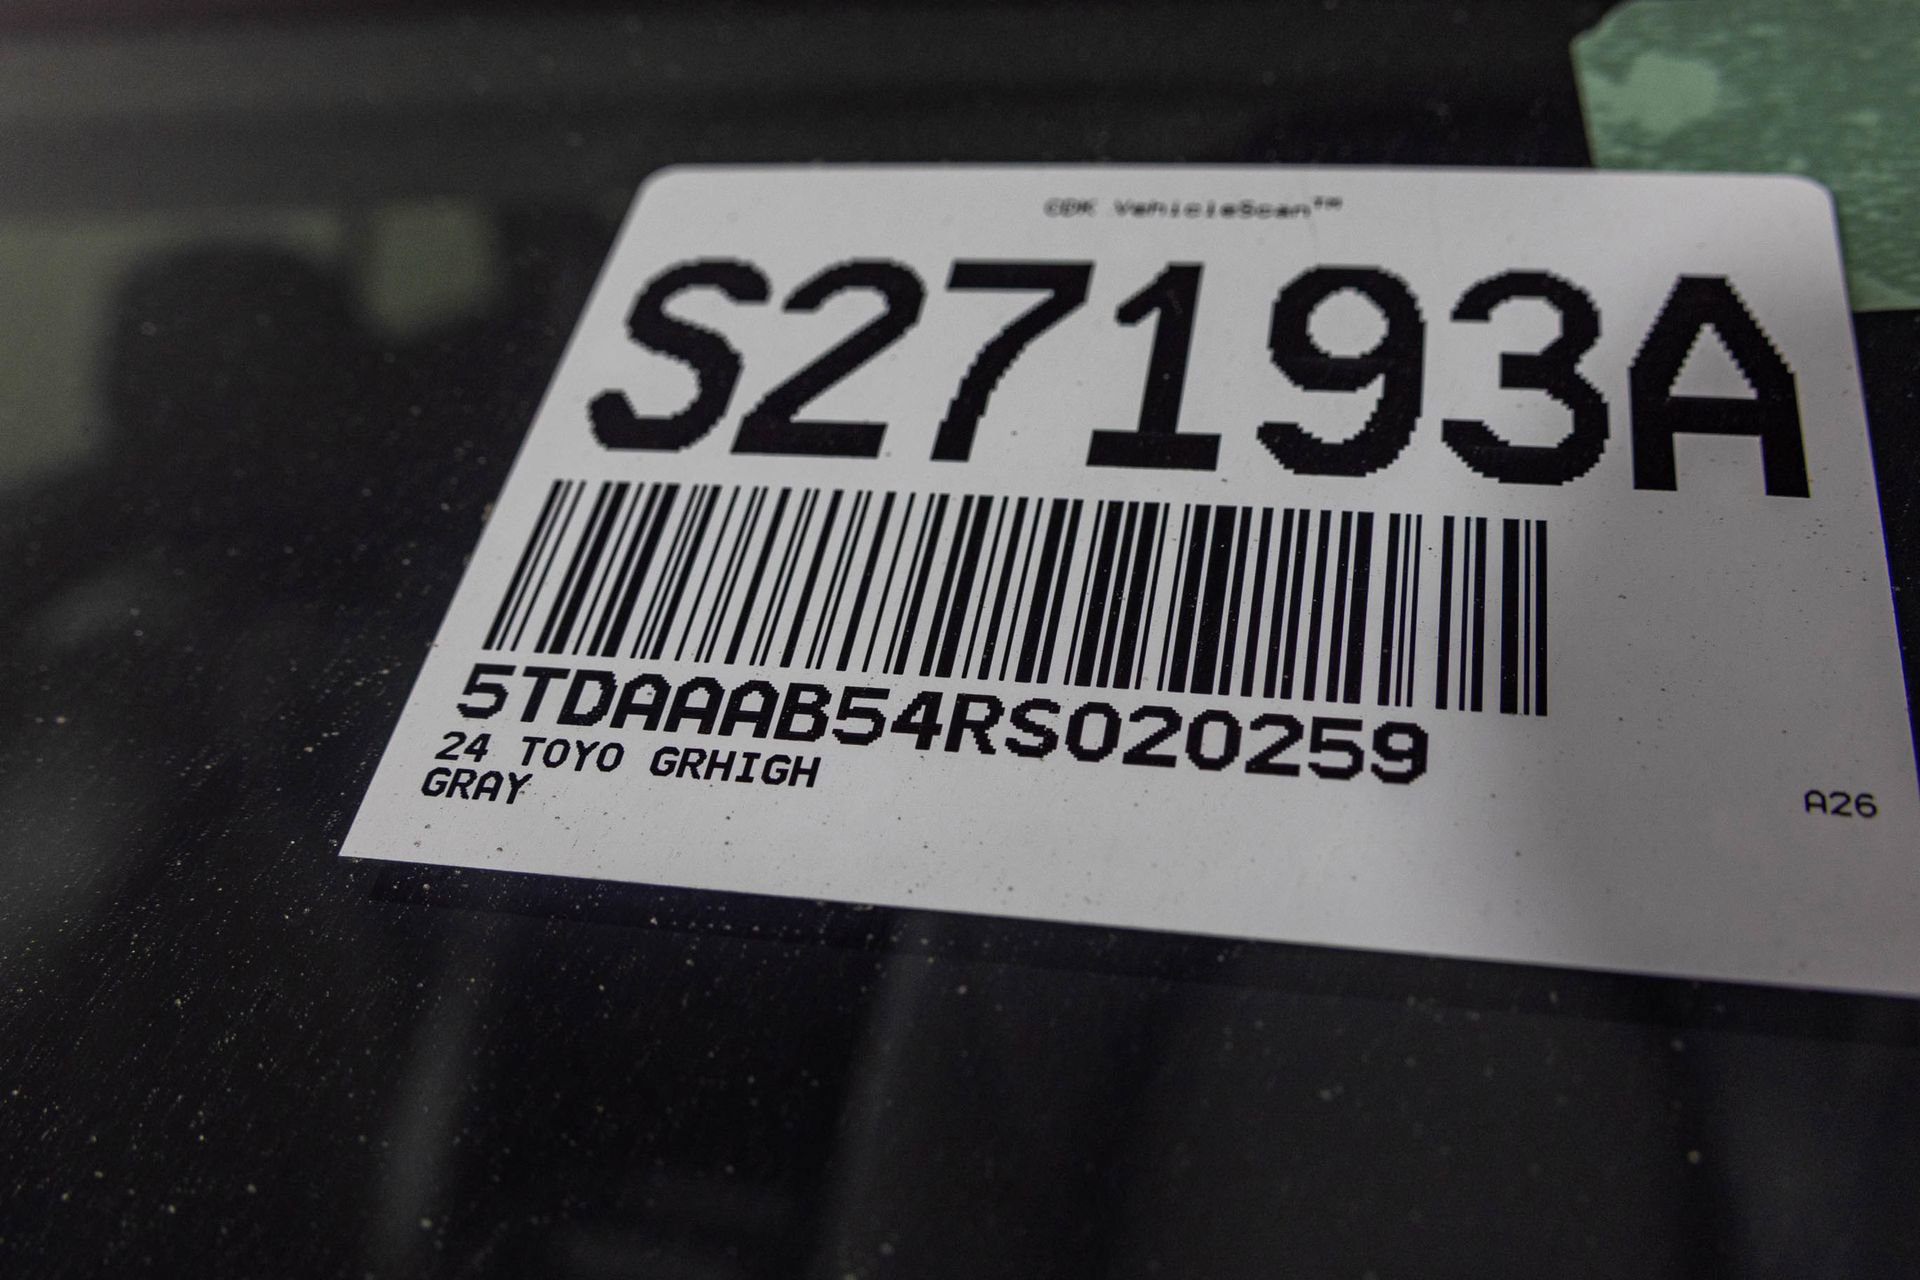 CDK VehicleScan™
S27193A
5TDAAAB54RS020259
24 TOYO GRHIGH
GRAY
A26